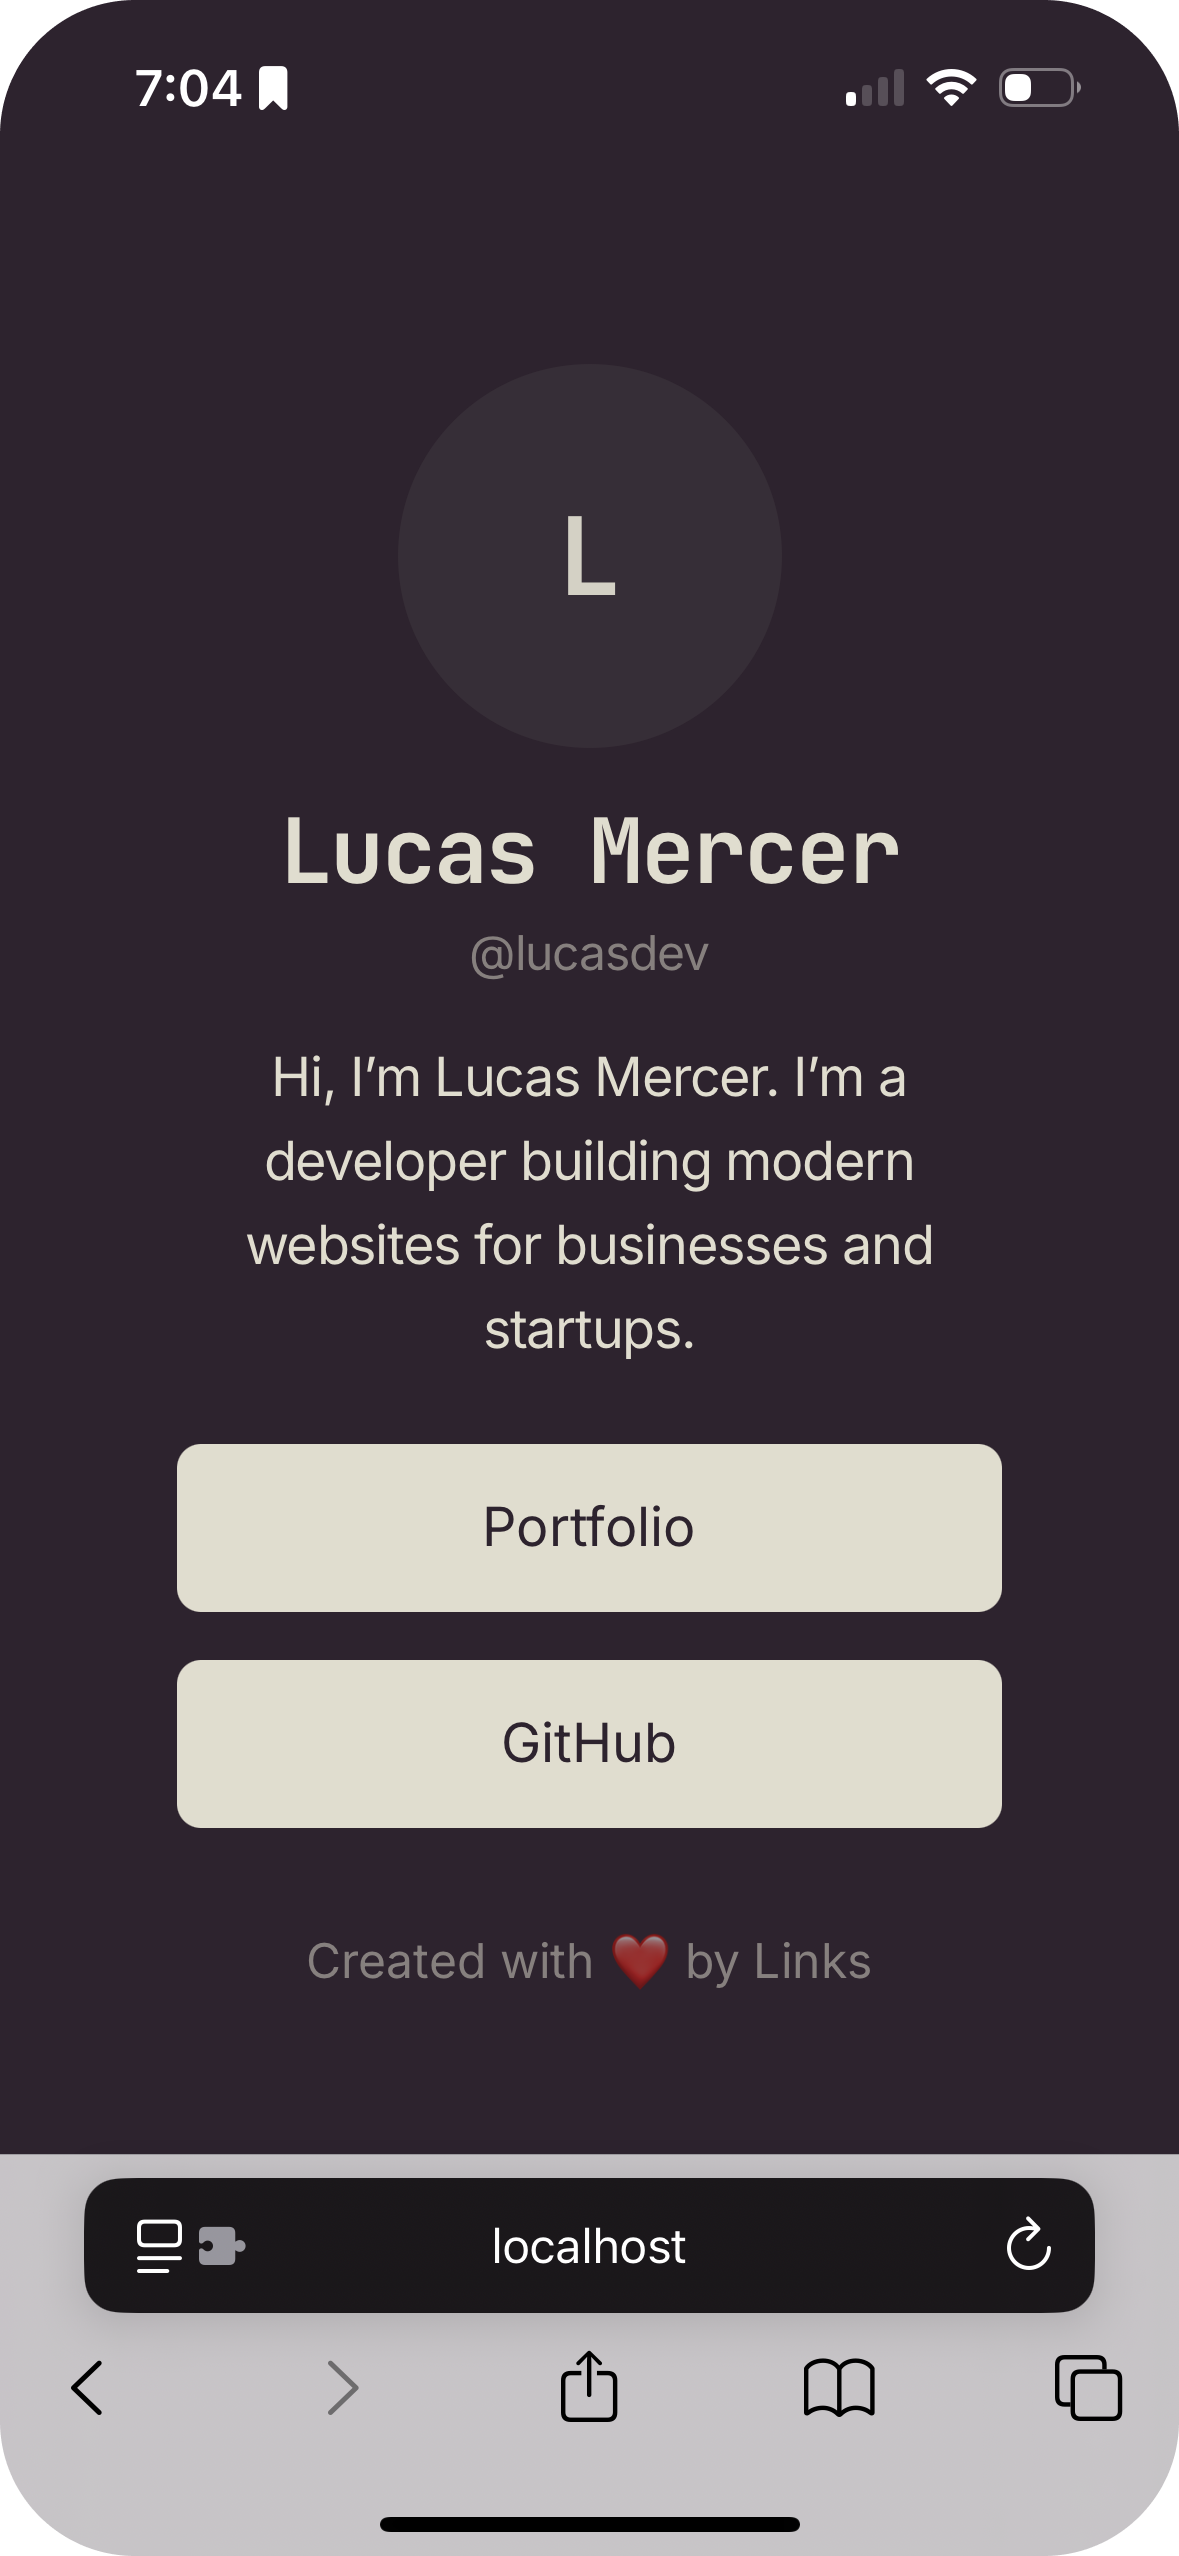 7:04
L
Lucas Mercer
@lucasdev
Hi, I’m Lucas Mercer. I’m a
developer building modern
websites for businesses and
startups.
Portfolio
GitHub
Created with ❤️ by Links
localhost